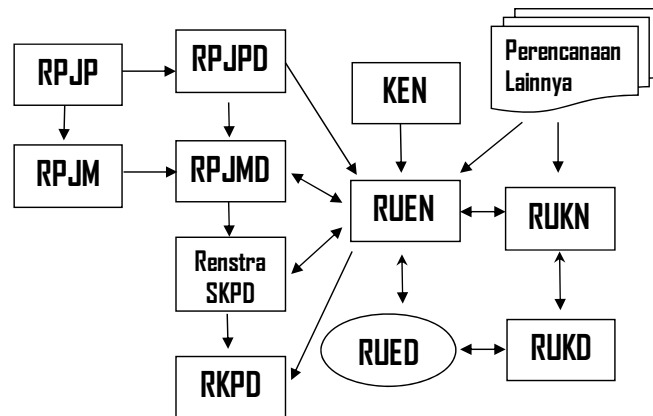 RPJP
RPJPD
KEN
Perencanaan
Lainnya
RPJM
RPJMD
RUEN
RUKN
Renstra
SKPD
RUED
RUKD
RKPD